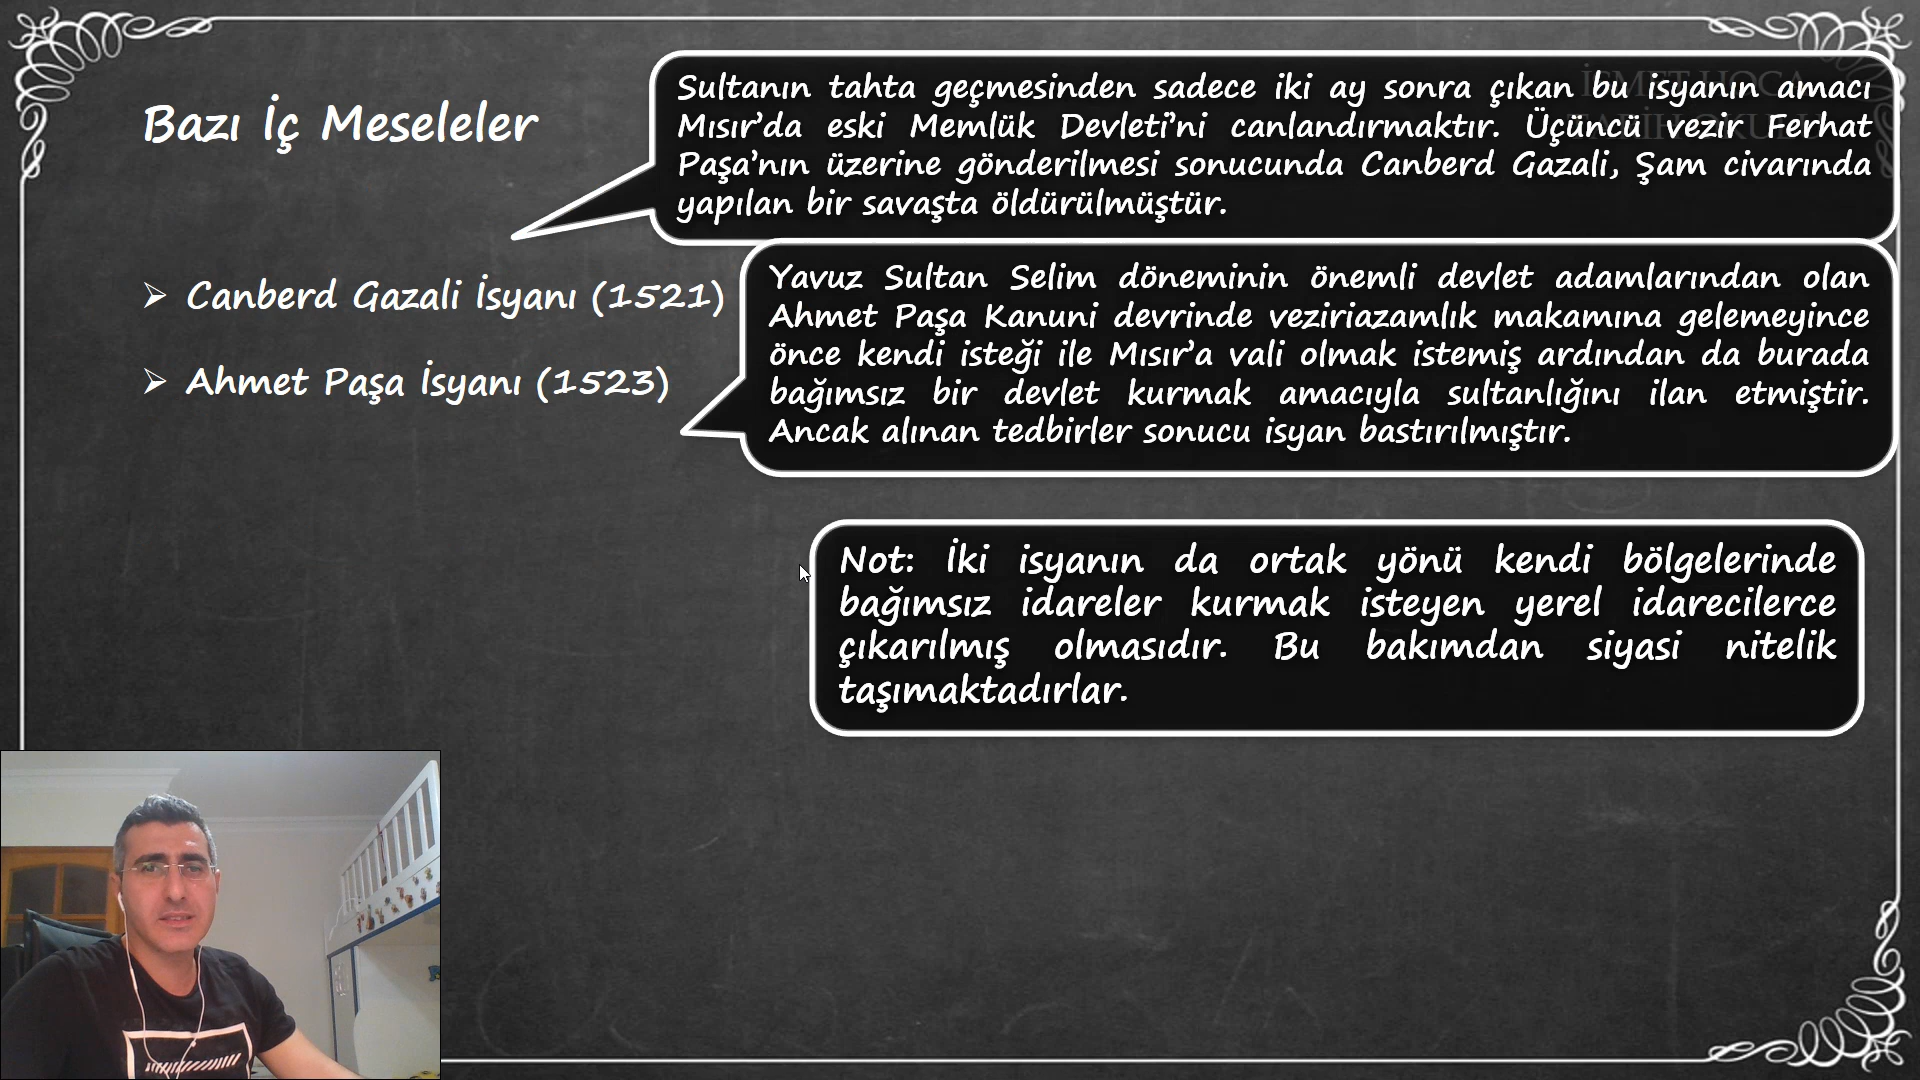 Bazı İç Meseleler
Sultanın tahta geçmesinden sadece iki ay sonra çıkan bu isyanın amacı
Mısır’da eski Memlük Devleti’ni canlandırmaktır. Üçüncü vezir Ferhat
Paşa’nın üzerine gönderilmesi sonucunda Canberd Gazali, Şam civarında
yapılan bir savaşta öldürülmüştür.
➢ Canberd Gazali İsyanı (1521)
➢ Ahmet Paşa İsyanı (1523)
Yavuz Sultan Selim döneminin önemli devlet adamlarından olan
Ahmet Paşa Kanuni devrinde veziriazamlık makamına gelemeyince
önce kendi isteği ile Mısır’a vali olmak istemiş ardından da burada
bağımsız bir devlet kurmak amacıyla sultanlığını ilan etmiştir.
Ancak alınan tedbirler sonucu isyan bastırılmıştır.
Not: İki isyanın da ortak yönü kendi bölgelerinde
bağımsız idareler kurmak isteyen yerel idarecilerce
çıkarılmış olmasıdır. Bu bakımdan siyasi nitelik
taşımaktadırlar.